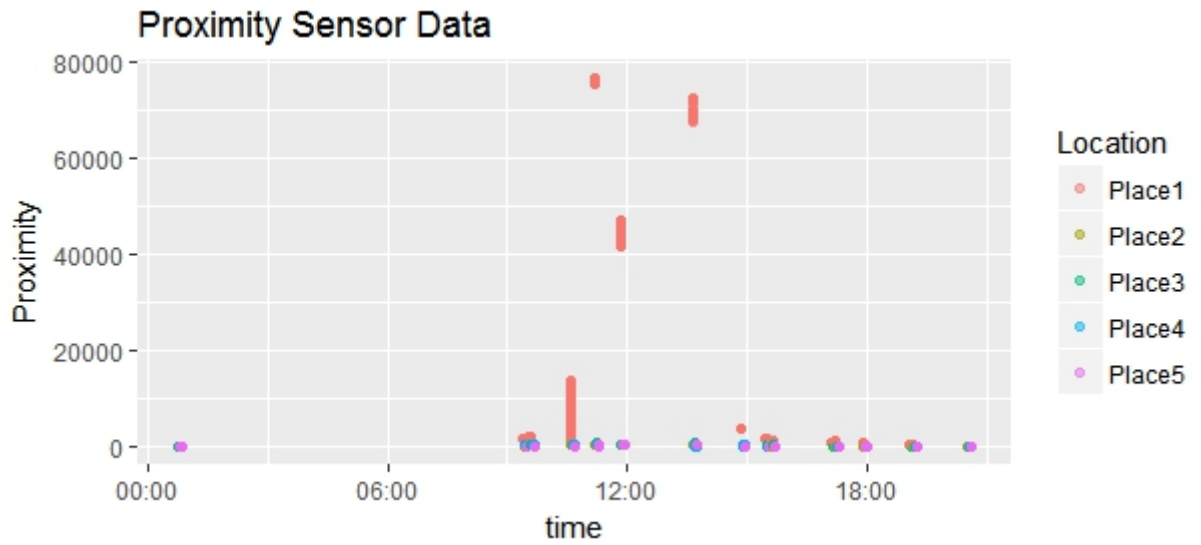 Proximity Sensor Data
80000
60000
40000
20000
0
Proximity
00:00
06:00
12:00
18:00
time
Location
Place1
Place2
Place3
Place4
Place5